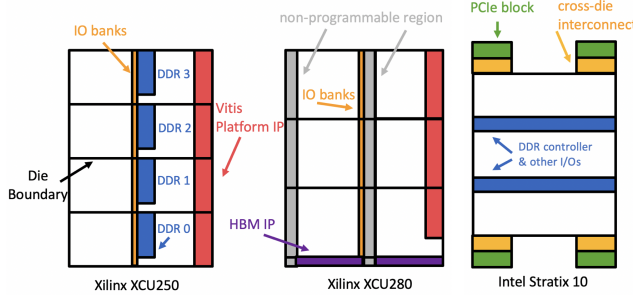 IO banks
DDR 3
DDR 2
DDR 1
DDR 0
Vitis
Platform IP
Die
Boundary
Xilinx XCU250
non-programmable region
IO banks
HBM IP
Xilinx XCU280
PCIe block
cross-die
interconnect
DDR controller
& other I/Os
Intel Stratix 10